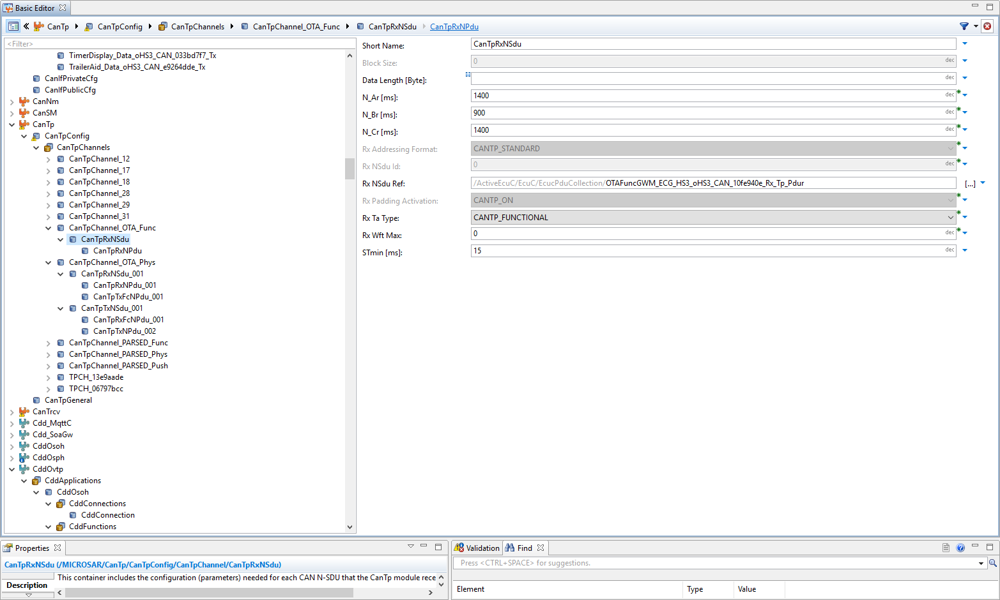 Basic Editor
CanTp CanTpConfig CanTpChannels CanTpChannel_OTA_Func CanTpRxNSdu CanTpRxNPdu
<Filter>
TimerDisplay_Data_oHS3_CAN_033bd7f7_Tx
TrailerAid_Data_oHS3_CAN_e9264dde_Tx
CanIfPrivateCfg
CanIfPublicCfg
CanNm
CanSM
CanTp
CanTpConfig
CanTpChannels
CanTpChannel_12
CanTpChannel_17
CanTpChannel_18
CanTpChannel_28
CanTpChannel_29
CanTpChannel_31
CanTpChannel_OTA_Func
CanTpRxNSdu
CanTpRxNPdu
CanTpChannel_OTA_Phys
CanTpRxNSdu_001
CanTpRxNPdu_001
CanTpTxFcNPdu_001
CanTpTxNSdu_001
CanTpRxFcNPdu_001
CanTpTxNPdu_002
CanTpChannel_PARSED_Func
CanTpChannel_PARSED_Phys
CanTpChannel_PARSED_Push
TPCH_13e9aade
TPCH_06797bcc
CanTpGeneral
CanTrcv
Cdd_MqttC
Cdd_SoaGw
CddOsoh
CddOsph
CddOvtp
CddApplications
CddOsoh
CddConnections
CddConnection
CddFunctions
Short Name: CanTpRxNSdu
Block Size: 0 dec
Data Length [Byte]: dec
N_Ar [ms]: 1400 dec
N_Br [ms]: 900 dec
N_Cr [ms]: 1400 dec
Rx Addressing Format: CANTP_STANDARD
Rx NSdu Id: 0 dec
Rx NSdu Ref: /ActiveEcuC/EcuC/EcucPduCollection/OTAFuncGWM_ECG_HS3_oHS3_CAN_10fe940e_Rx_Tp_Pdur [...]
Rx Padding Activation: CANTP_ON
Rx Ta Type: CANTP_FUNCTIONAL
Rx Wft Max: 0 dec
STmin [ms]: 15 dec
Properties
CanTpRxNSdu (/MICROSAR/CanTp/CanTpConfig/CanTpChannel/CanTpRxNSdu)
This container includes the configuration (parameters) needed for each CAN N-SDU that the CanTp module rece
Description
Validation Find
Press <CTRL+SPACE> for suggestions.
Element Type Value